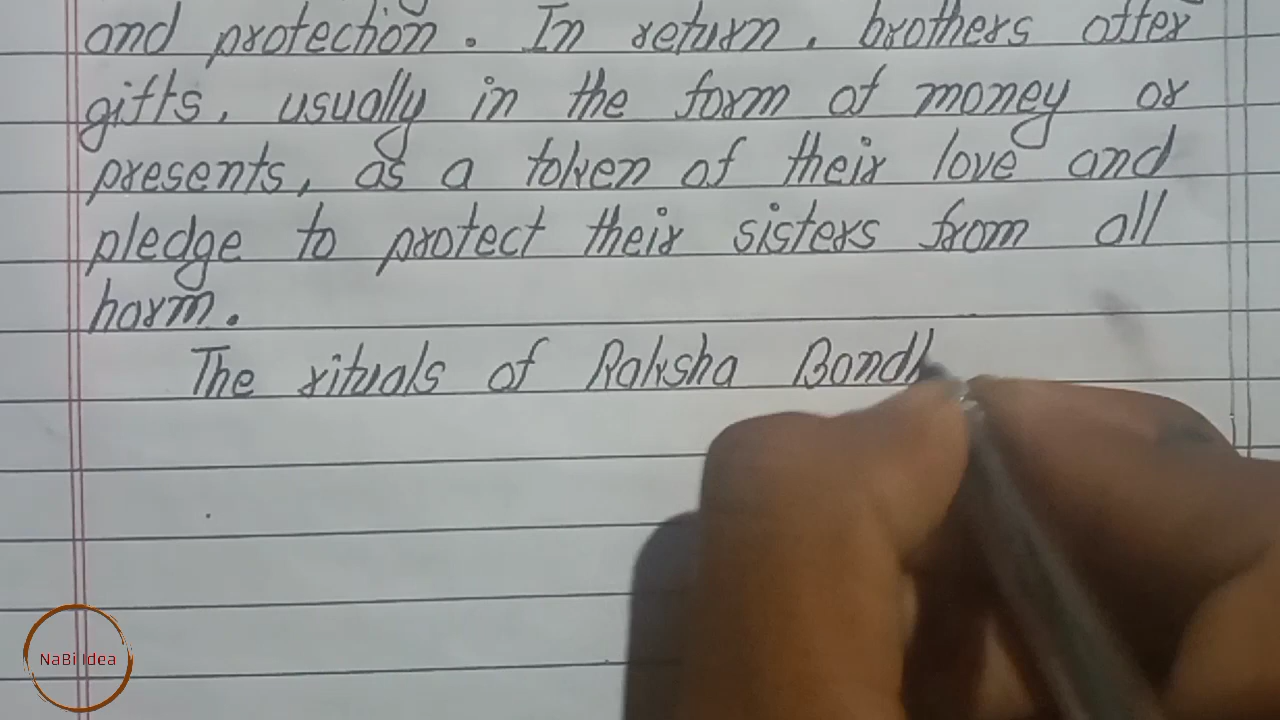 and protection. In return, brothers offer
gifts, usually in the form of money or
presents, as a token of their love and
pledge to protect their sisters from all
harm.
The rituals of Raksha Bandh
NaBi Idea